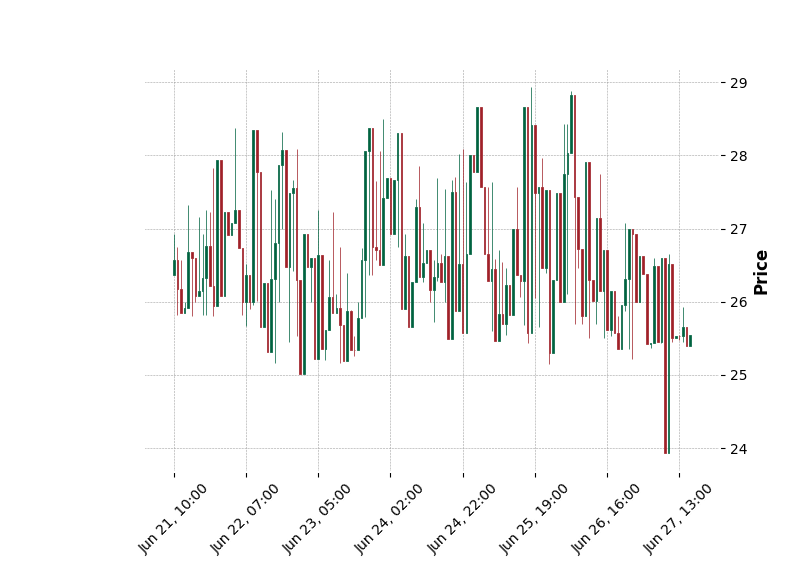 29
28
27
26
25
24
Price
Jun 21, 10:00
Jun 22, 07:00
Jun 23, 05:00
Jun 24, 02:00
Jun 24, 22:00
Jun 25, 19:00
Jun 26, 16:00
Jun 27, 13:00